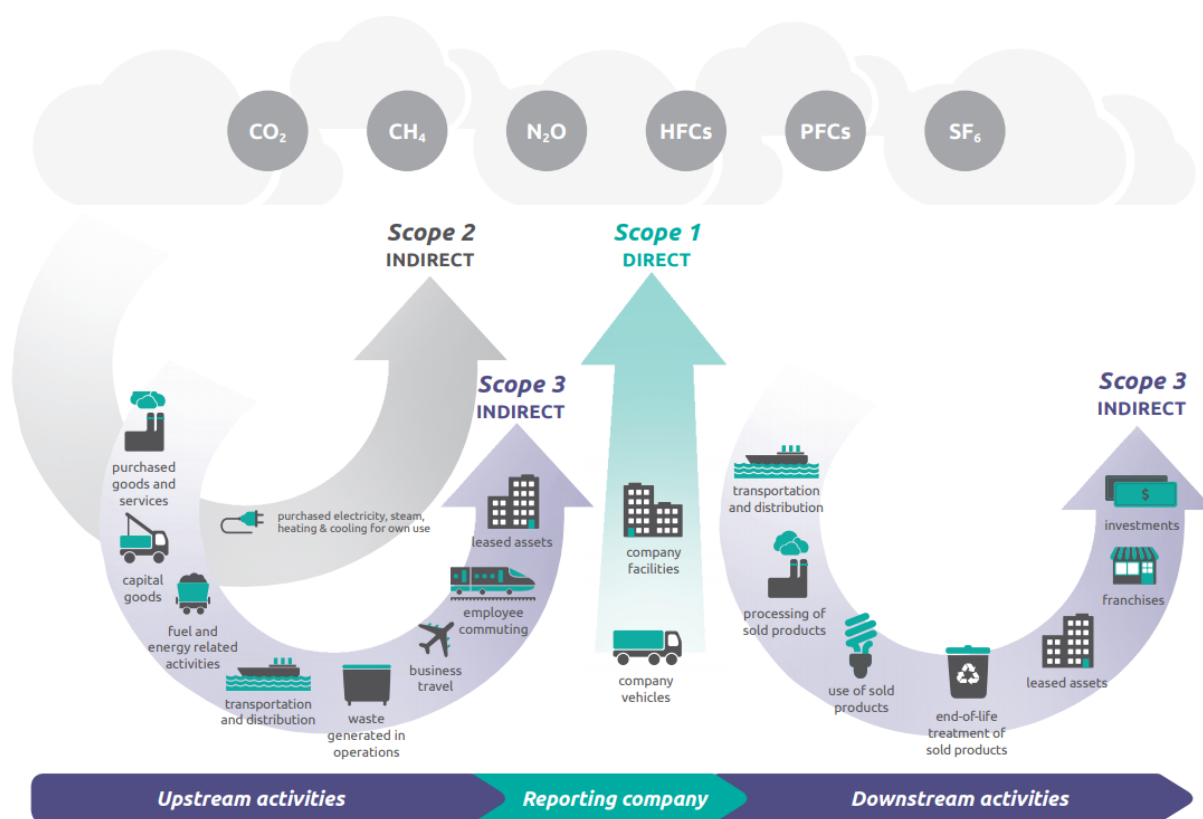 CO₂
CH₄
N₂O
HFCs
PFCs
SF₆
Scope 2
INDIRECT
Scope 1
DIRECT
Scope 3
INDIRECT
Scope 3
INDIRECT
purchased
goods and
services
capital
goods
fuel and
energy related
activities
transportation
and distribution
waste
generated in
operations
business
travel
employee
commuting
leased assets
purchased electricity, steam,
heating & cooling for own use
company
facilities
company
vehicles
transportation
and distribution
processing of
sold products
use of sold
products
end-of-life
treatment of
sold products
leased assets
franchises
$
investments
Upstream activities
Reporting company
Downstream activities